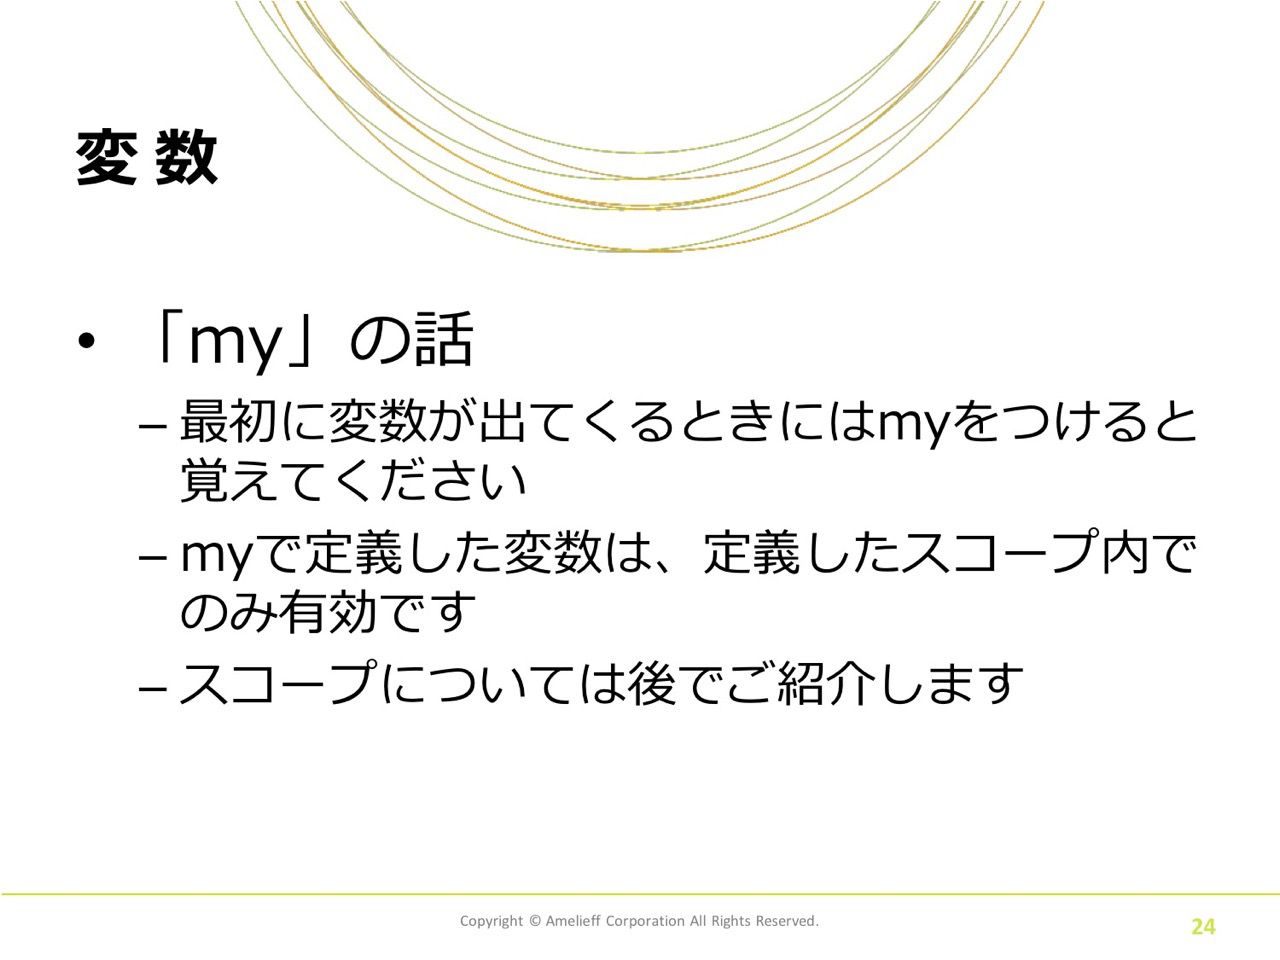 変数
• 「my」の話
– 最初に変数が出てくるときにはmyをつけると
覚えてください
– myで定義した変数は、定義したスコープ内で
のみ有効です
– スコープについては後でご紹介します
Copyright © Amelieff Corporation All Rights Reserved.
24